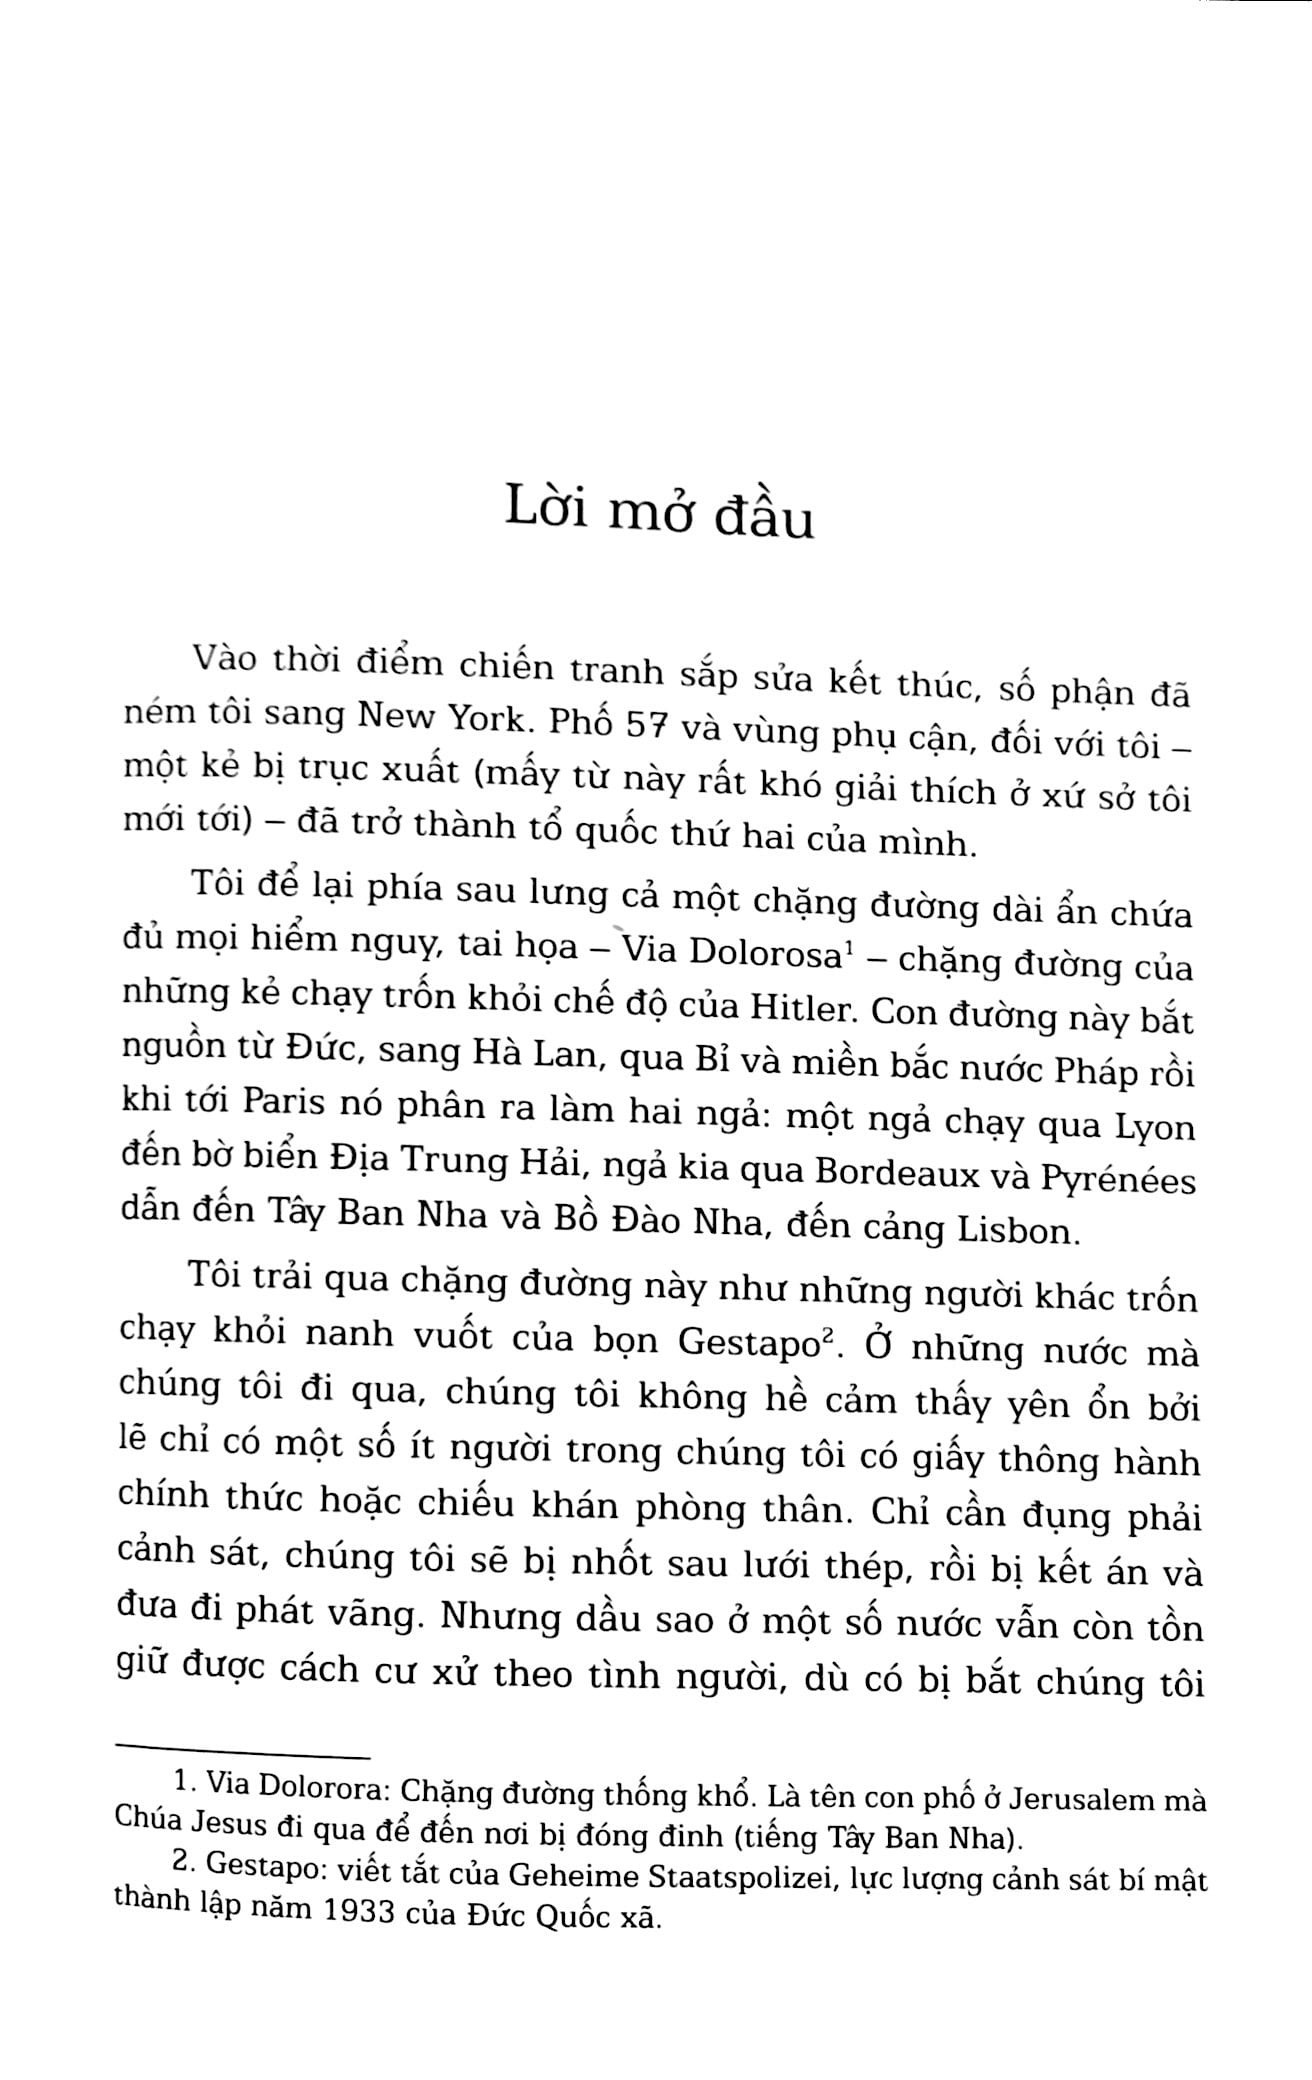 Lời mở đầu
Vào thời điểm chiến tranh sắp sửa kết thúc, số phận đã
ném tôi sang New York. Phố 57 và vùng phụ cận, đối với tôi –
một kẻ bị trục xuất (mấy từ này rất khó giải thích ở xứ sở tôi
mới tới) – đã trở thành tổ quốc thứ hai của mình.
Tôi để lại phía sau lưng cả một chặng đường dài ẩn chứa
đủ mọi hiểm nguy, tai họa – Via Dolorosa¹ – chặng đường của
những kẻ chạy trốn khỏi chế độ của Hitler. Con đường này bắt
nguồn từ Đức, sang Hà Lan, qua Bỉ và miền bắc nước Pháp rồi
khi tới Paris nó phân ra làm hai ngả: một ngả chạy qua Lyon
đến bờ biển Địa Trung Hải, ngả kia qua Bordeaux và Pyrénées
dẫn đến Tây Ban Nha và Bồ Đào Nha, đến cảng Lisbon.
Tôi trải qua chặng đường này như những người khác trốn
chạy khỏi nanh vuốt của bọn Gestapo². Ở những nước mà
chúng tôi đi qua, chúng tôi không hề cảm thấy yên ổn bởi
lẽ chỉ có một số ít người trong chúng tôi có giấy thông hành
chính thức hoặc chiếu khán phòng thân. Chỉ cần đụng phải
cảnh sát, chúng tôi sẽ bị nhốt sau lưới thép, rồi bị kết án và
đưa đi phát vãng. Nhưng dầu sao ở một số nước vẫn còn tồn
giữ được cách cư xử theo tình người, dù có bị bắt chúng tôi
1. Via Dolorora: Chặng đường thống khổ. Là tên con phố ở Jerusalem mà
Chúa Jesus đi qua để đến nơi bị đóng đinh (tiếng Tây Ban Nha).
2. Gestapo: viết tắt của Geheime Staatspolizei, lực lượng cảnh sát bí mật
thành lập năm 1933 của Đức Quốc xã.